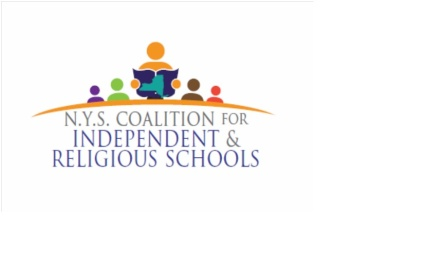 N.Y.S. COALITION FOR
INDEPENDENT &
RELIGIOUS SCHOOLS